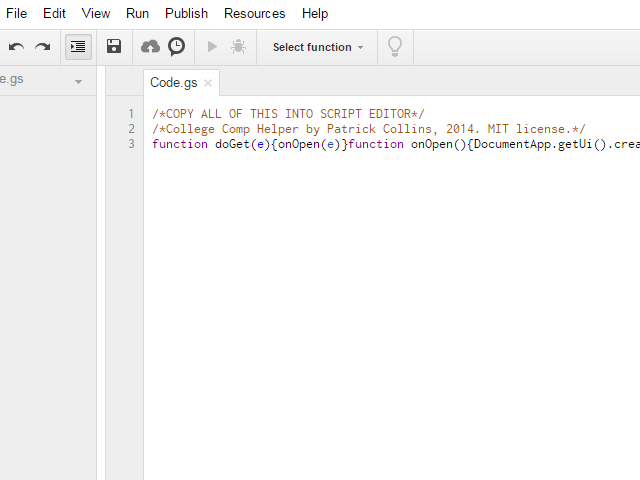 File Edit View Run Publish Resources Help
Select function
e.gs
Code.gs
1 /*COPY ALL OF THIS INTO SCRIPT EDITOR*/
2 /*College Comp Helper by Patrick Collins, 2014. MIT license.*/
3 function doGet(e){onOpen(e)}function onOpen(){DocumentApp.getUi().crea